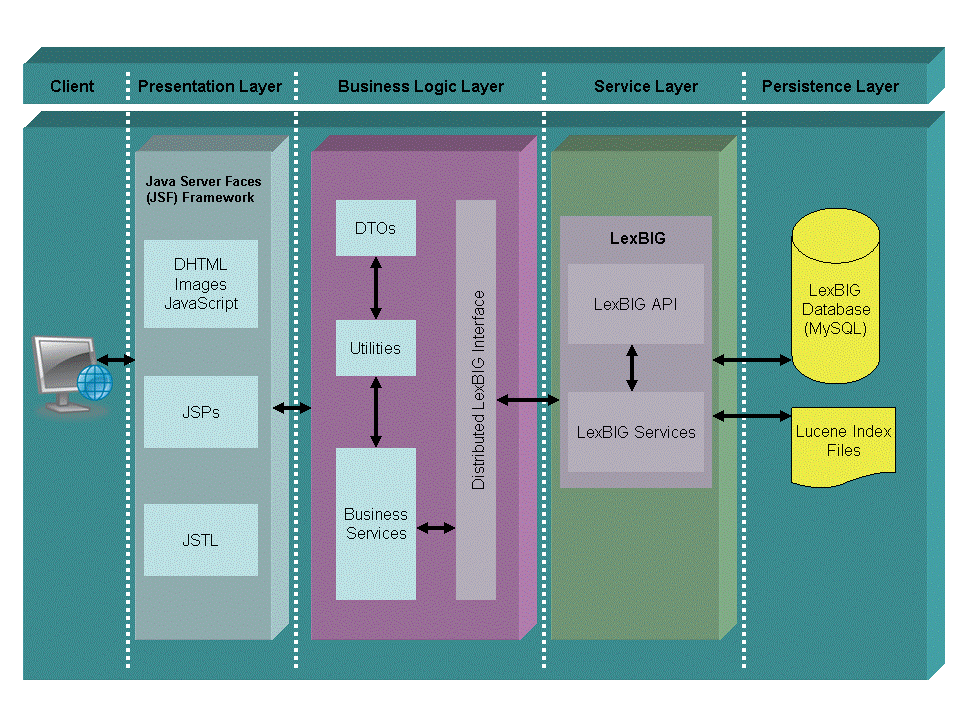 Client
Presentation Layer
Business Logic Layer
Service Layer
Persistence Layer
Java Server Faces
(JSF) Framework
DHTML
Images
JavaScript
JSPs
JSTL
DTOs
Utilities
Business
Services
Distributed LexBIG Interface
LexBIG
LexBIG API
LexBIG Services
LexBIG
Database
(MySQL)
Lucene Index
Files